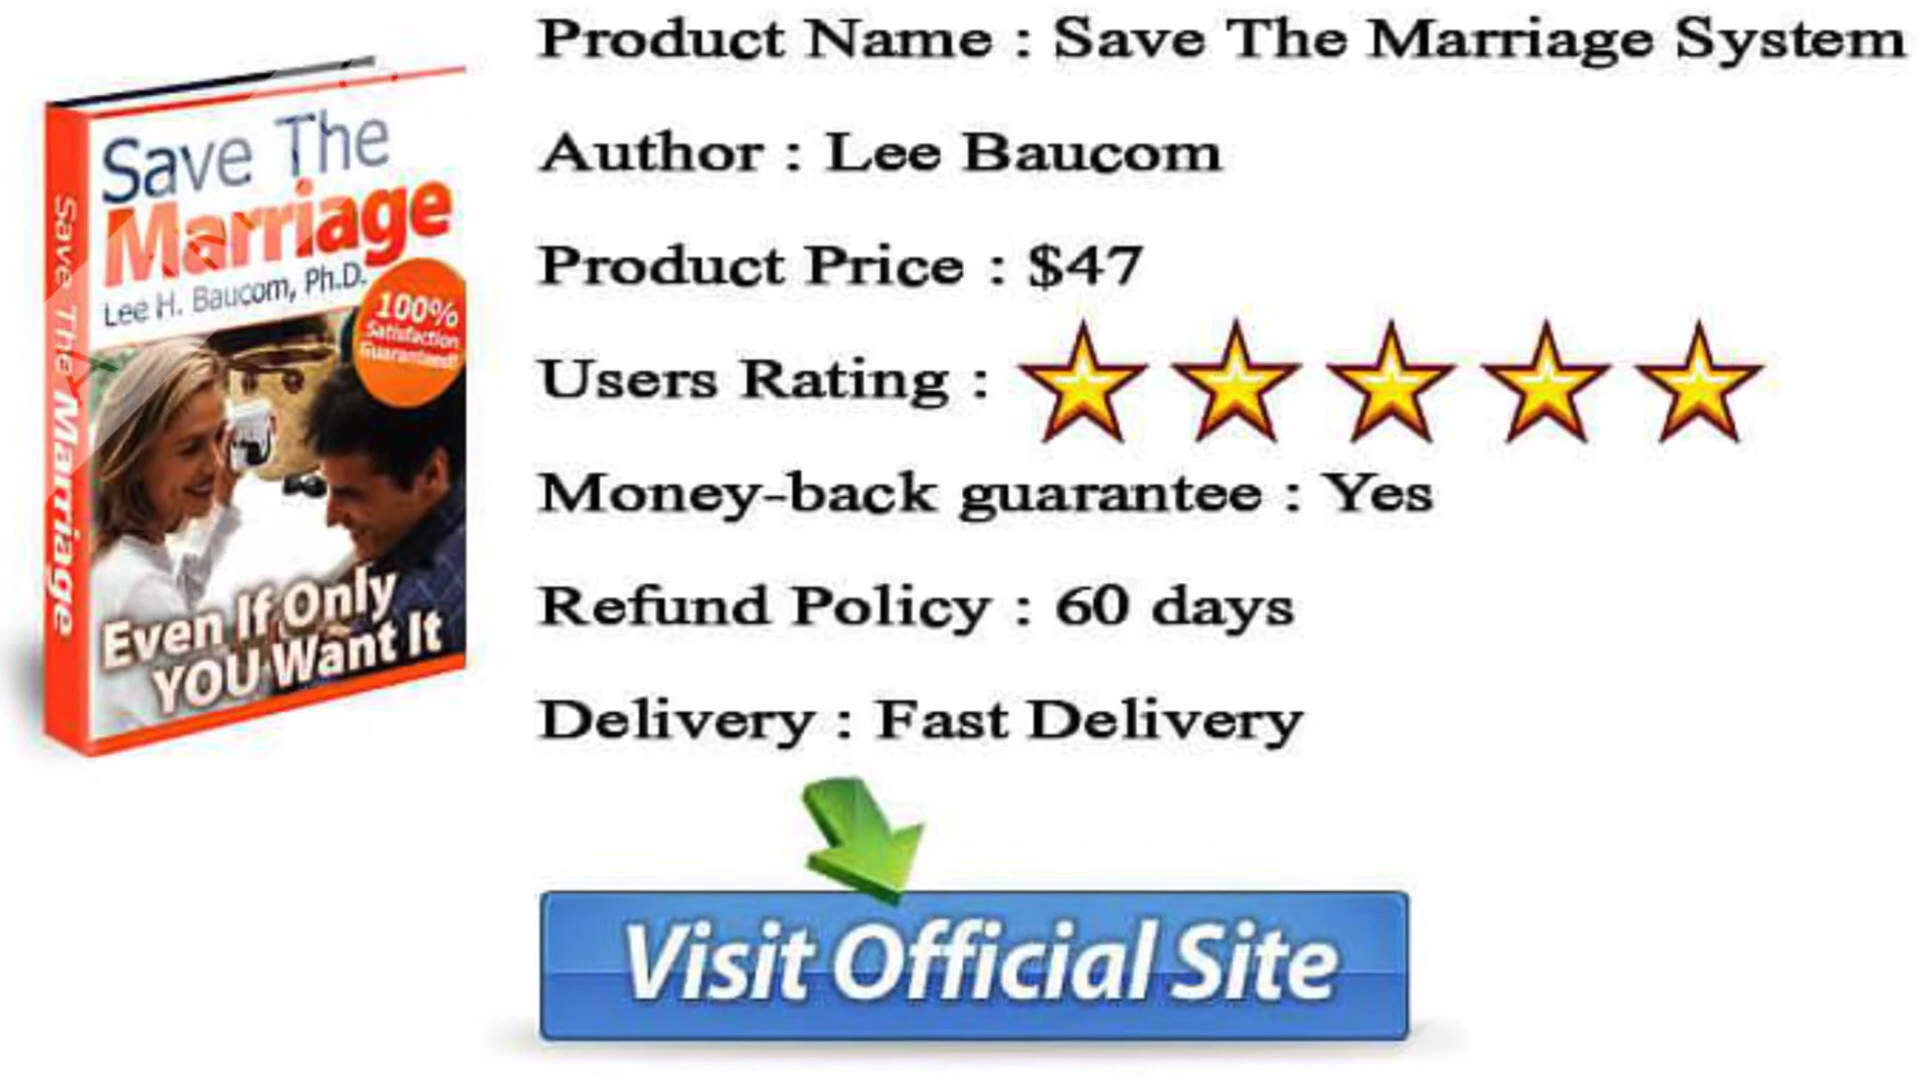 Save The
Marriage
Lee H. Baucom, Ph.D.
100%
Satisfaction
Guaranteed!
Even If Only
YOU Want It
Save The Marriage
Product Name : Save The Marriage System
Author : Lee Baucom
Product Price : $47
Users Rating :
Money-back guarantee : Yes
Refund Policy : 60 days
Delivery : Fast Delivery
Visit Official Site